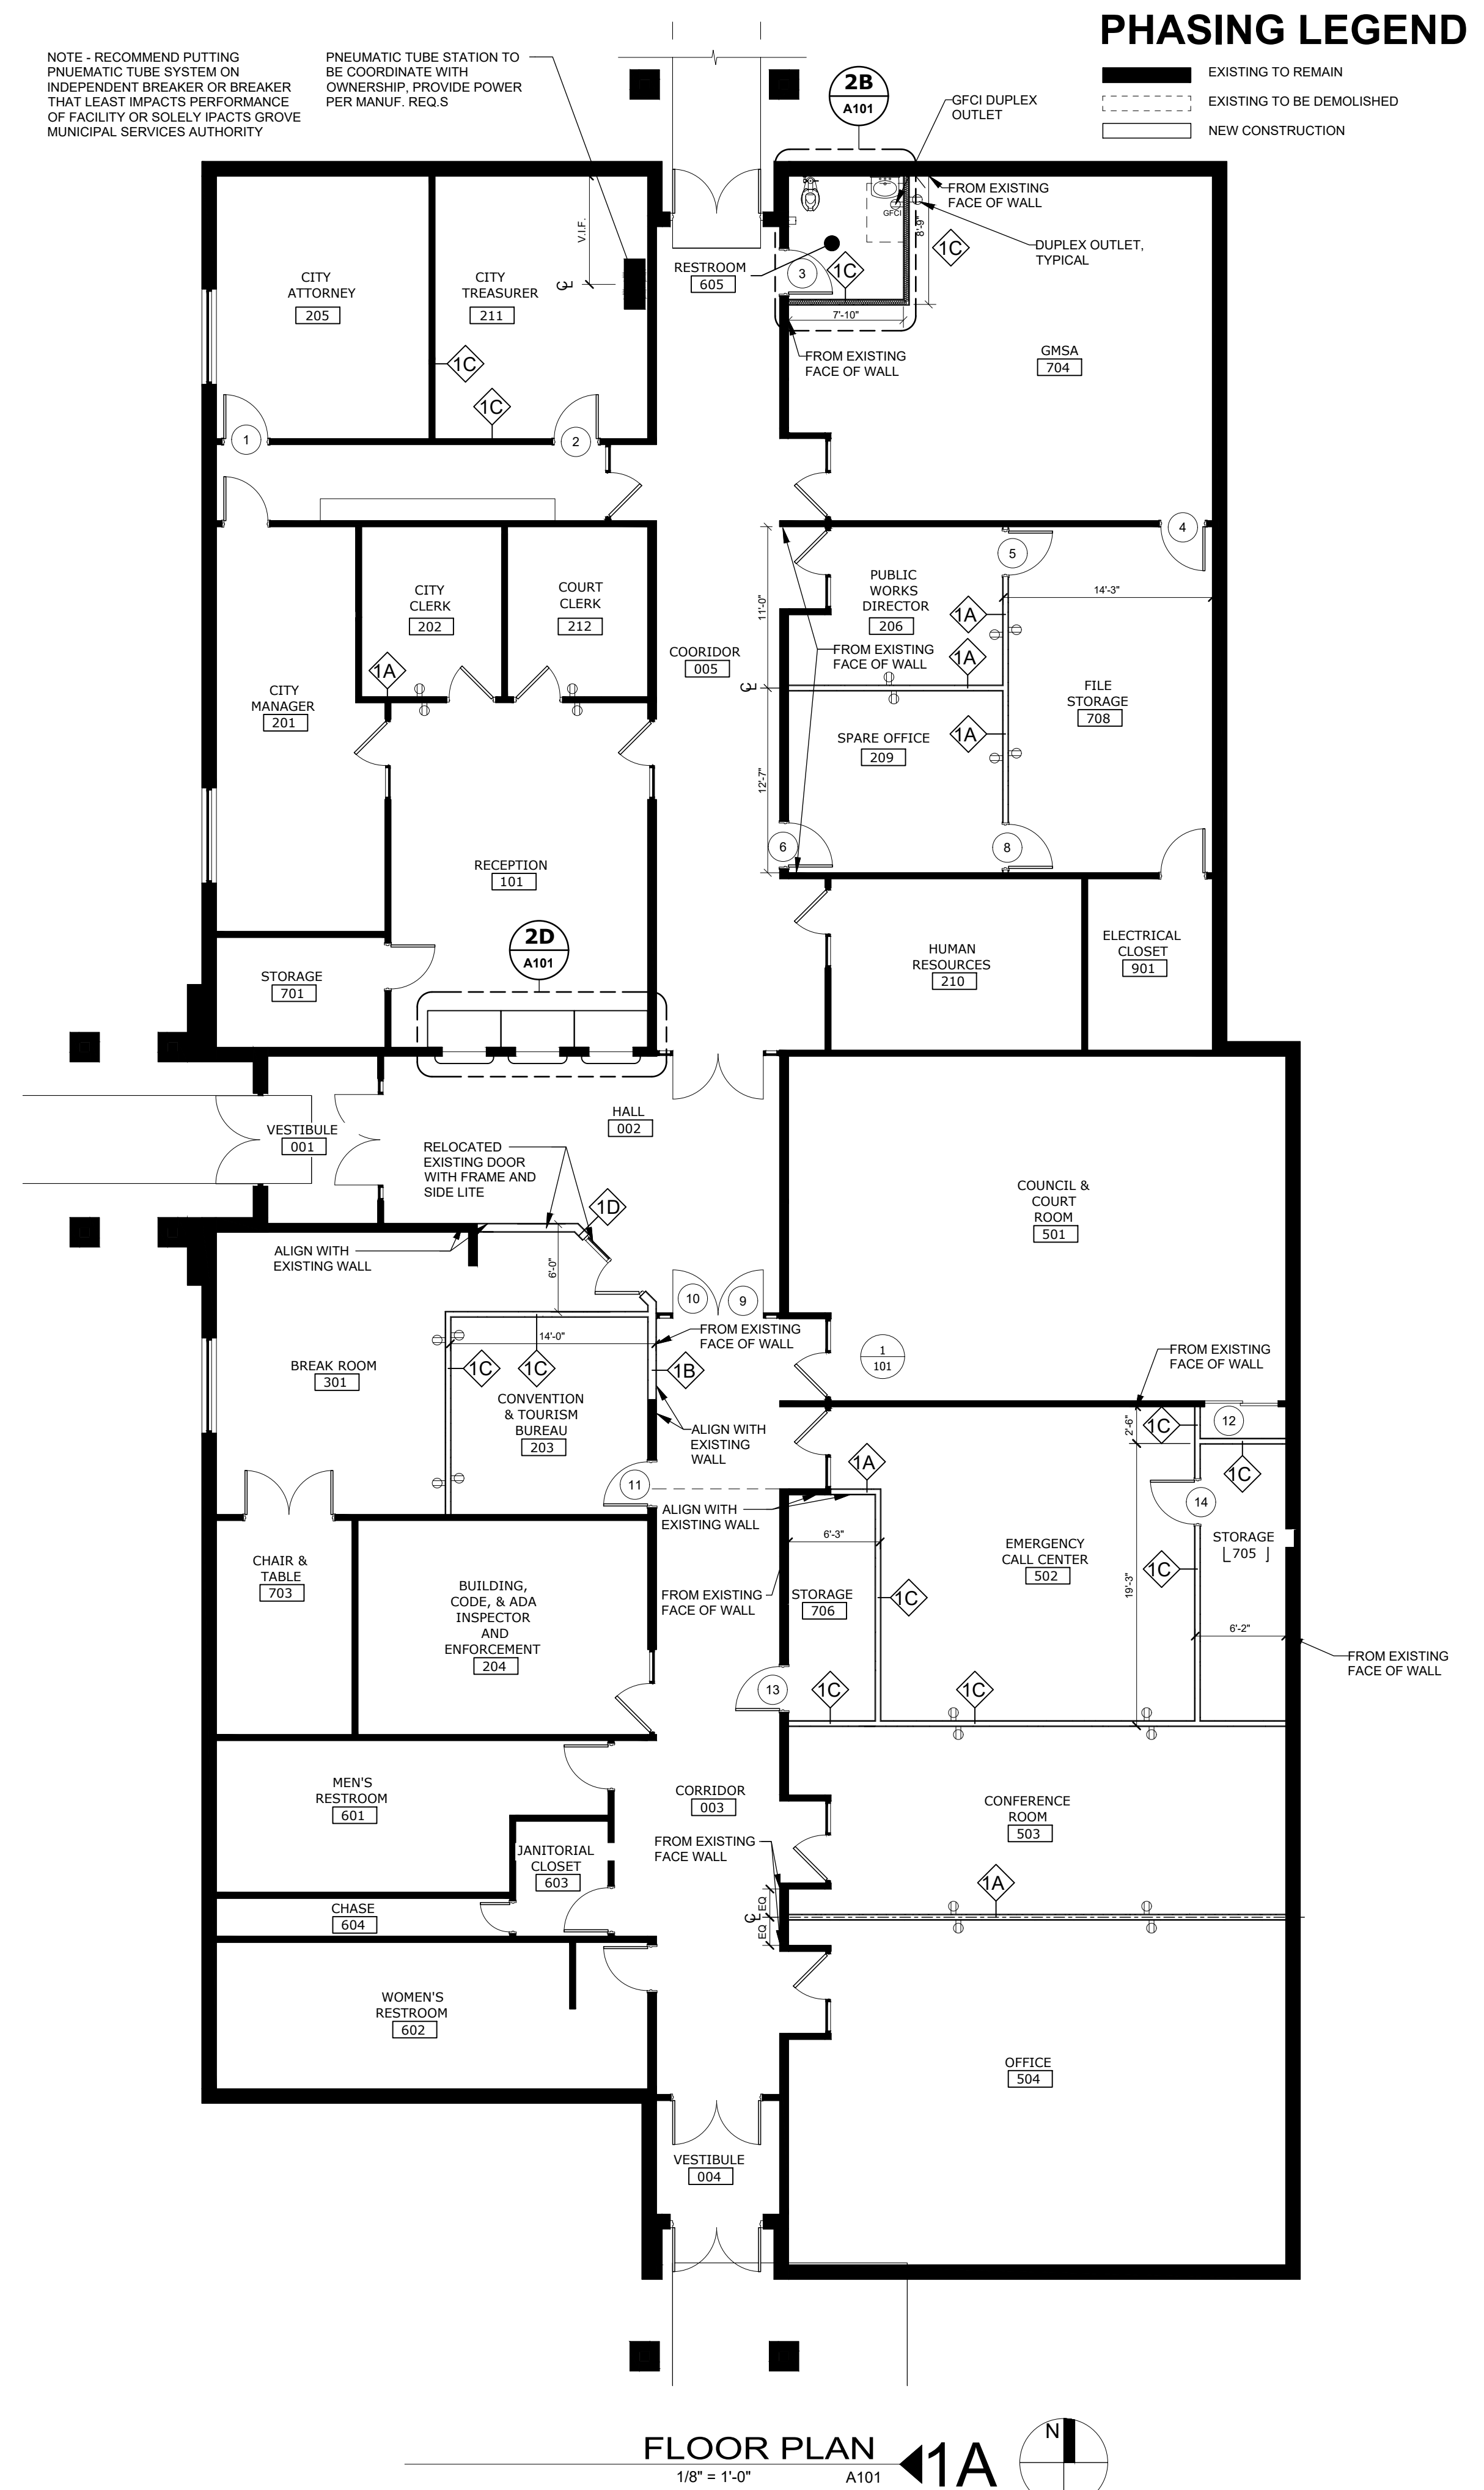 PHASING LEGEND
EXISTING TO REMAIN
EXISTING TO BE DEMOLISHED
NEW CONSTRUCTION
NOTE - RECOMMEND PUTTING
PNUEMATIC TUBE SYSTEM ON
INDEPENDENT BREAKER OR BREAKER
THAT LEAST IMPACTS PERFORMANCE
OF FACILITY OR SOLELY IPACTS GROVE
MUNICIPAL SERVICES AUTHORITY
PNEUMATIC TUBE STATION TO
BE COORDINATE WITH
OWNERSHIP, PROVIDE POWER
PER MANUF. REQ.S
2B
A101
GFCI DUPLEX
OUTLET
FROM EXISTING
FACE OF WALL
GFCI
8'-9"
1C
DUPLEX OUTLET,
TYPICAL
V.I.F.
CITY
ATTORNEY
205
CITY
TREASURER
211
CL
RESTROOM
605
3
1C
7'-10"
FROM EXISTING
FACE OF WALL
GMSA
704
1C
1C
1
2
4
5
CITY
CLERK
202
COURT
CLERK
212
PUBLIC
WORKS
DIRECTOR
206
14'-3"
11'-0"
1A
1A
FROM EXISTING
FACE OF WALL
COORIDOR
005
1A
CITY
MANAGER
201
CL
FILE
STORAGE
708
SPARE OFFICE
209
1A
12'-7"
6
8
RECEPTION
101
2D
A101
STORAGE
701
HUMAN
RESOURCES
210
ELECTRICAL
CLOSET
901
HALL
002
VESTIBULE
001
RELOCATED
EXISTING DOOR
WITH FRAME AND
SIDE LITE
1D
COUNCIL &
COURT
ROOM
501
ALIGN WITH
EXISTING WALL
6'-0"
10
9
FROM EXISTING
FACE OF WALL
14'-0"
1
101
FROM EXISTING
FACE OF WALL
BREAK ROOM
301
1C
1C
1B
CONVENTION
& TOURISM
BUREAU
203
ALIGN WITH
EXISTING
WALL
2'-6"
1C
12
1A
1C
11
14
ALIGN WITH
EXISTING WALL
6'-3"
EMERGENCY
CALL CENTER
502
STORAGE
705
CHAIR &
TABLE
703
BUILDING,
CODE, & ADA
INSPECTOR
AND
ENFORCEMENT
204
FROM EXISTING
FACE OF WALL
STORAGE
706
1C
19'-3"
1C
6'-2"
FROM EXISTING
FACE OF WALL
13
1C
1C
MEN'S
RESTROOM
601
CORRIDOR
003
CONFERENCE
ROOM
503
JANITORIAL
CLOSET
603
FROM EXISTING
FACE WALL
1A
CHASE
604
EQ
CL
EQ
WOMEN'S
RESTROOM
602
OFFICE
504
VESTIBULE
004
FLOOR PLAN
1/8" = 1'-0"
A101
1A
N